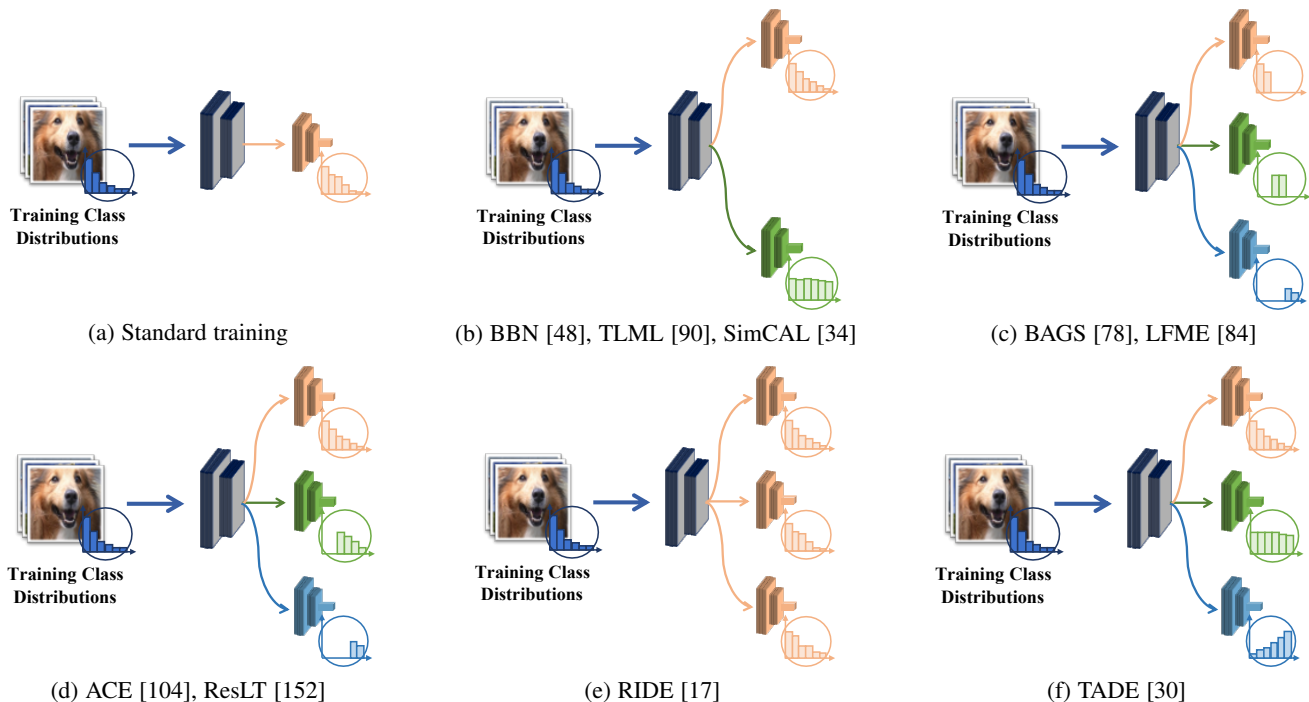 Training Class
Distributions
(a) Standard training
Training Class
Distributions
(b) BBN [48], TLML [90], SimCAL [34]
Training Class
Distributions
(c) BAGS [78], LFME [84]
Training Class
Distributions
(d) ACE [104], ResLT [152]
Training Class
Distributions
(e) RIDE [17]
Training Class
Distributions
(f) TADE [30]